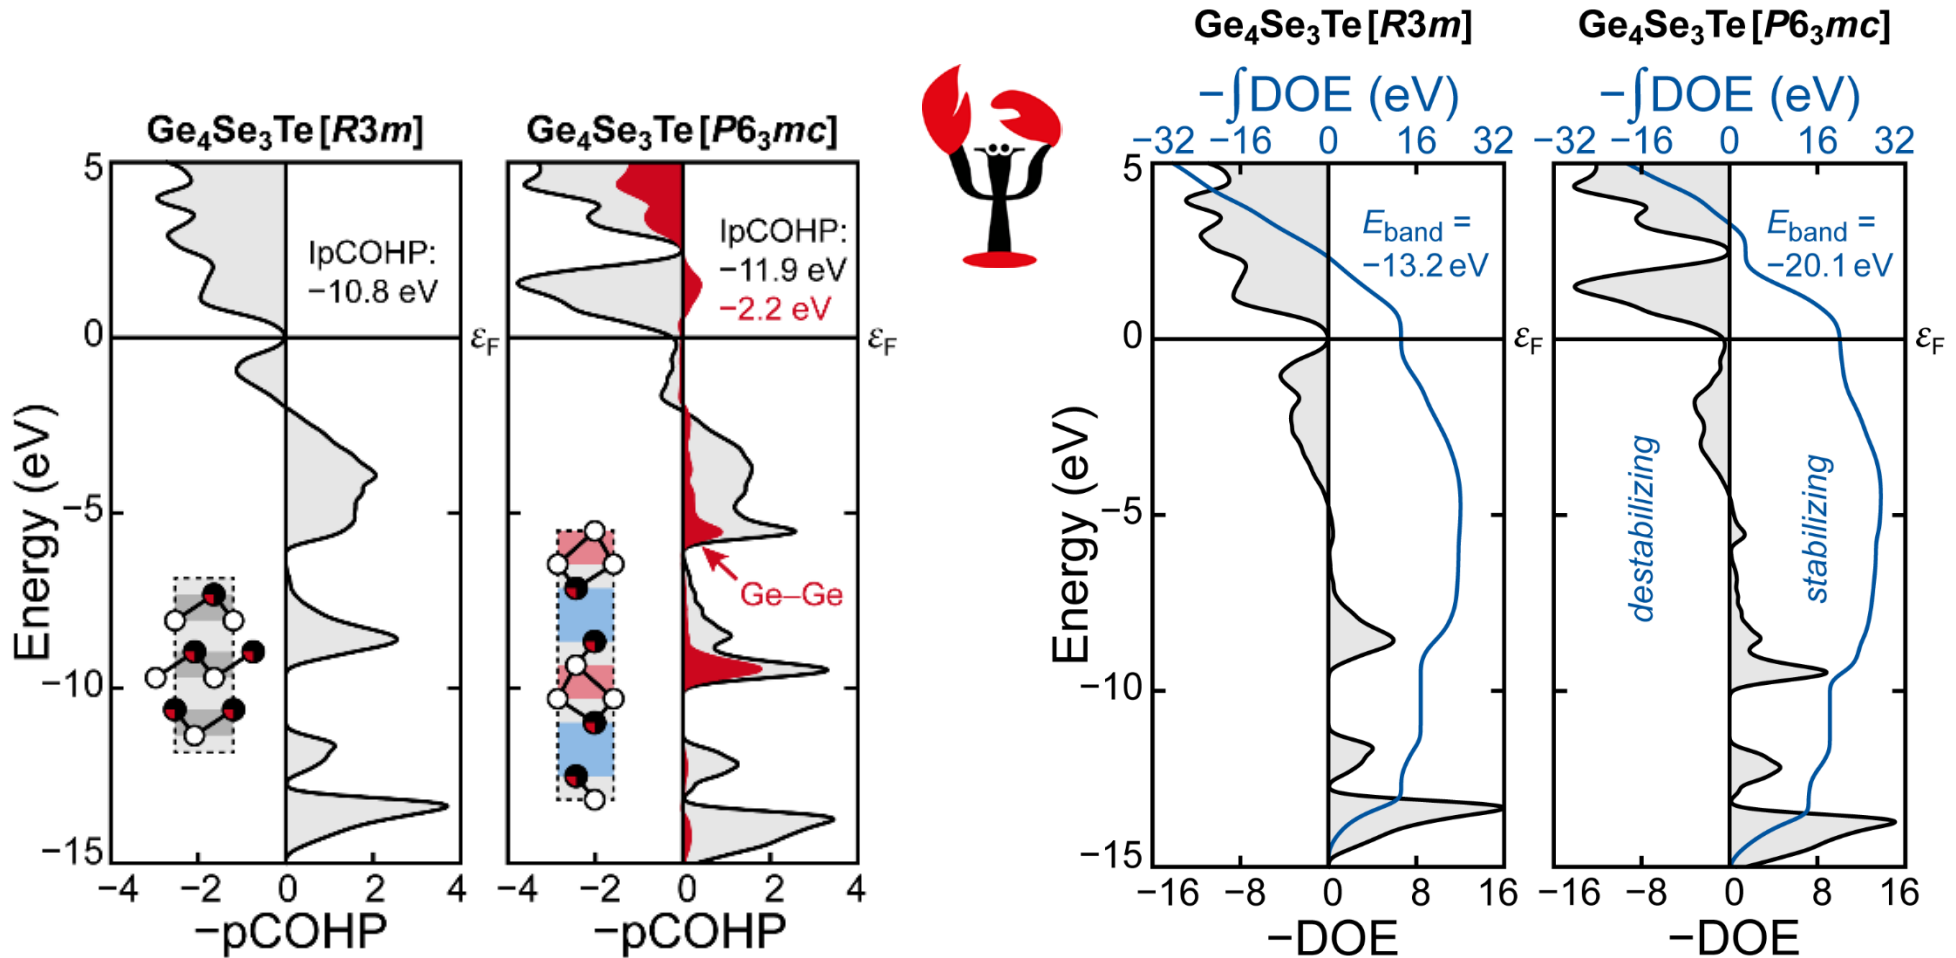 Ge₄Se₃Te [R3m]
5
0
−5
−10
−15
Energy (eV)
IpCOHP:
−10.8 eV
εF
−4 −2 0 2 4
−pCOHP
Ge₄Se₃Te [P6₃mc]
IpCOHP:
−11.9 eV
−2.2 eV
εF
Ge–Ge
−4 −2 0 2 4
−pCOHP
Ge₄Se₃Te [R3m]
−∫DOE (eV)
−32 −16 0 16 32
5
0
−5
−10
−15
Energy (eV)
Eband =
−13.2 eV
εF
−16 −8 0 8 16
−DOE
Ge₄Se₃Te [P6₃mc]
−∫DOE (eV)
−32 −16 0 16 32
Eband =
−20.1 eV
εF
destabilizing
stabilizing
−16 −8 0 8 16
−DOE